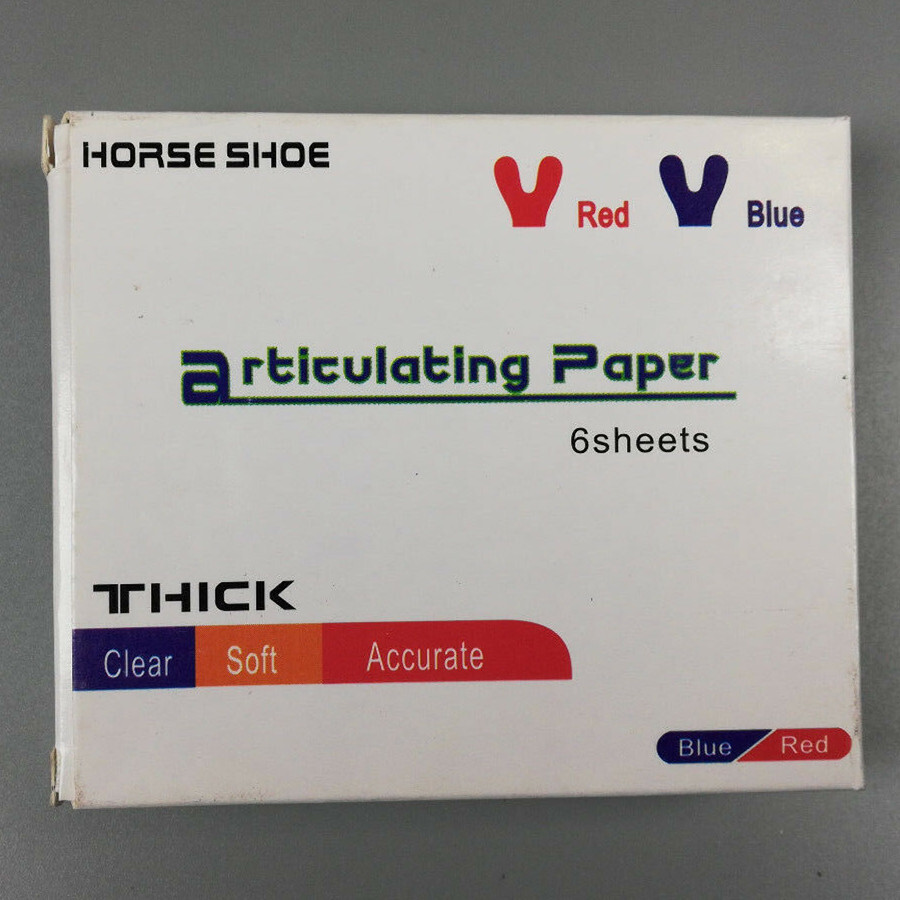 HORSE SHOE
Red Blue
articulating Paper
6sheets
THICK
Clear Soft Accurate
Blue Red